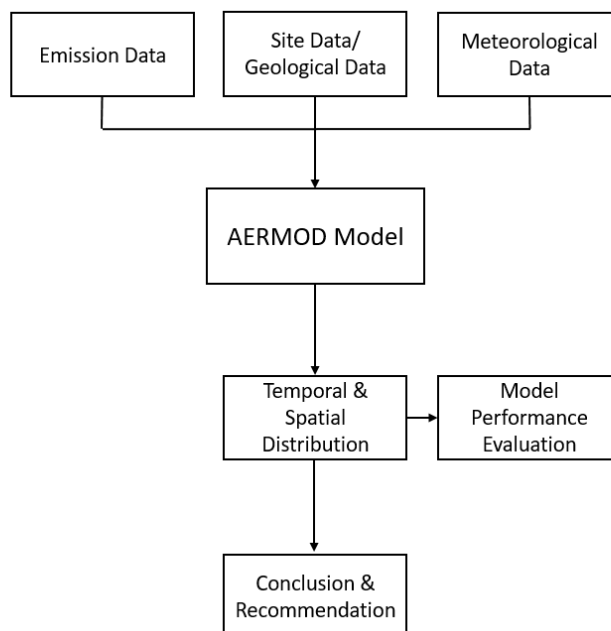 Emission Data
Site Data/
Geological Data
Meteorological
Data
AERMOD Model
Temporal &
Spatial
Distribution
Model
Performance
Evaluation
Conclusion &
Recommendation